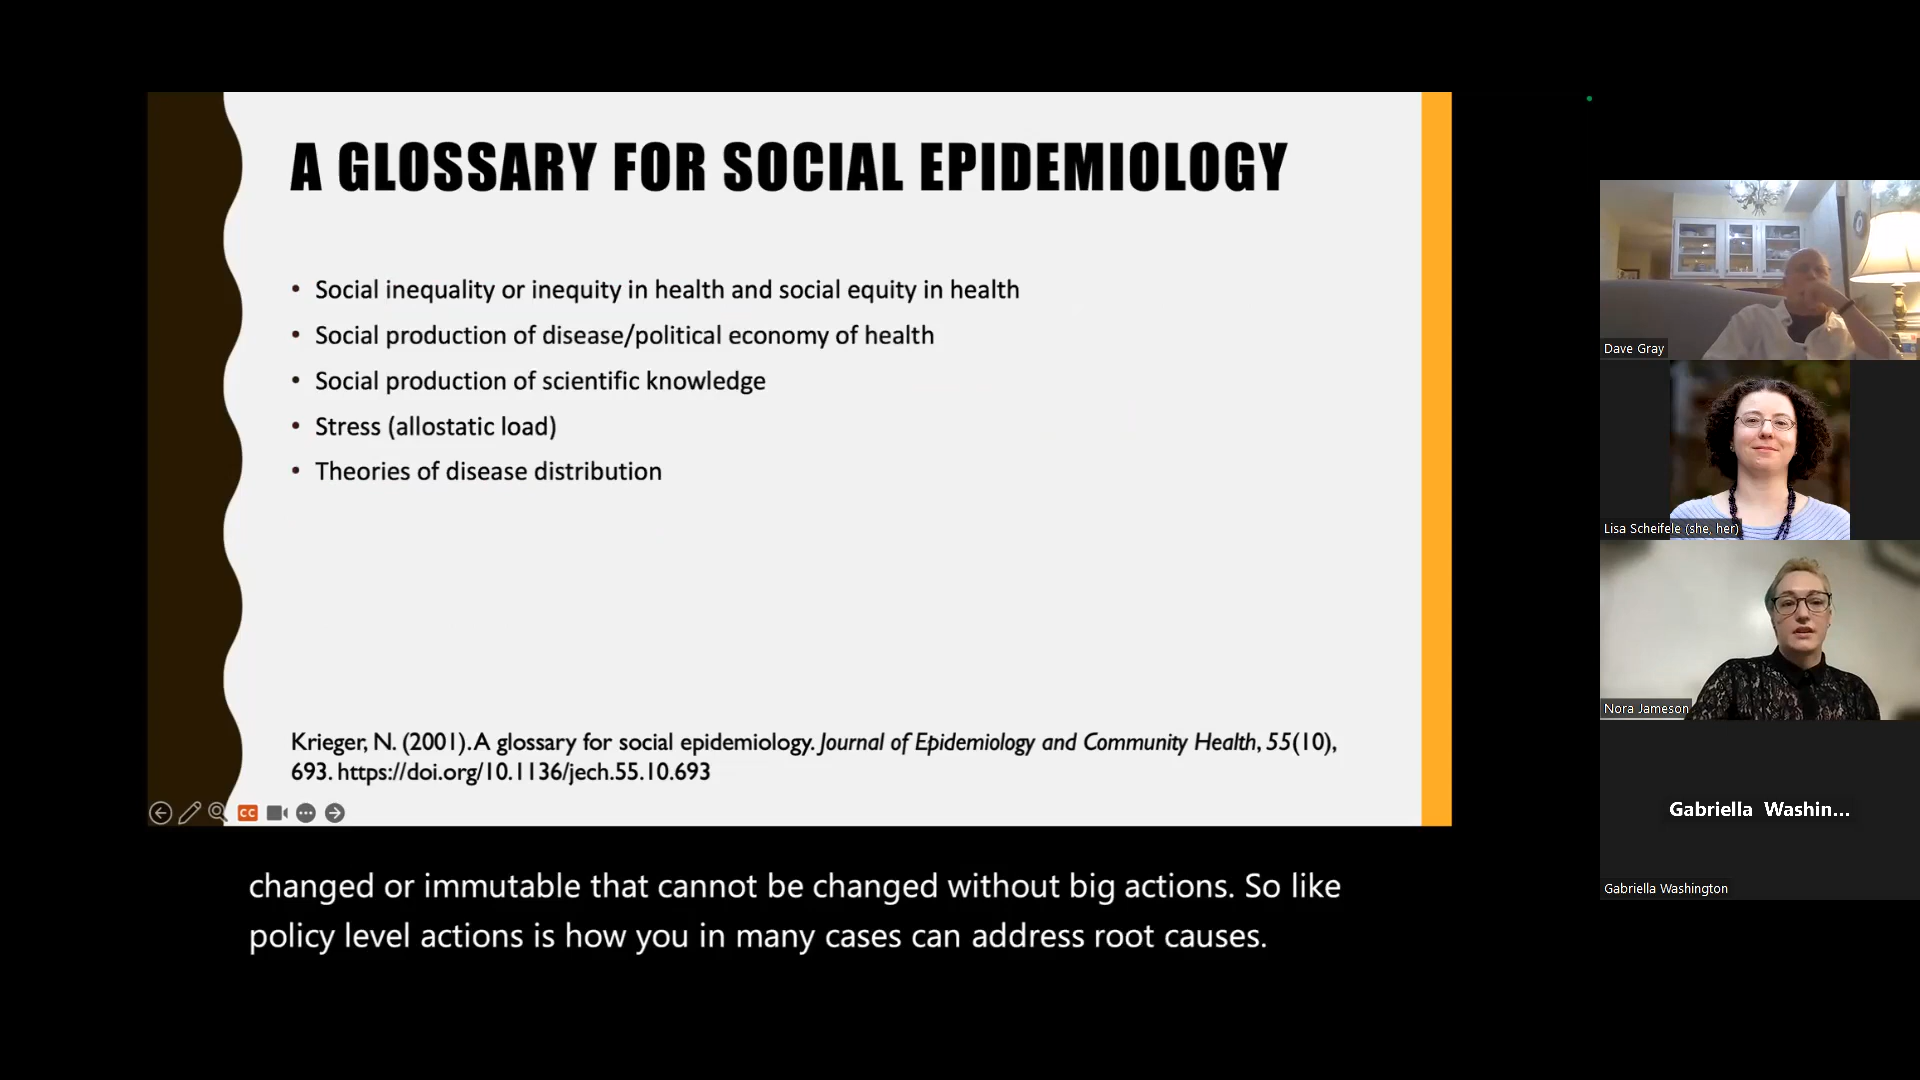 A GLOSSARY FOR SOCIAL EPIDEMIOLOGY
• Social inequality or inequity in health and social equity in health
• Social production of disease/political economy of health
• Social production of scientific knowledge
• Stress (allostatic load)
• Theories of disease distribution
Krieger, N. (2001). A glossary for social epidemiology. Journal of Epidemiology and Community Health, 55(10),
693. https://doi.org/10.1136/jech.55.10.693
CC
changed or immutable that cannot be changed without big actions. So like
policy level actions is how you in many cases can address root causes.
Dave Gray
Lisa Scheifele (she, her)
Nora Jameson
Gabriella Washin...
Gabriella Washington